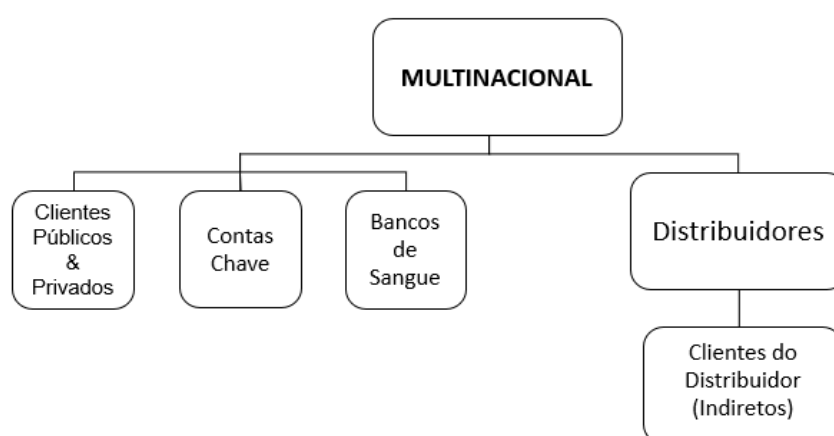 MULTINACIONAL
Clientes
Públicos
&
Privados
Contas
Chave
Bancos
de
Sangue
Distribuidores
Clientes do
Distribuidor
(Indiretos)